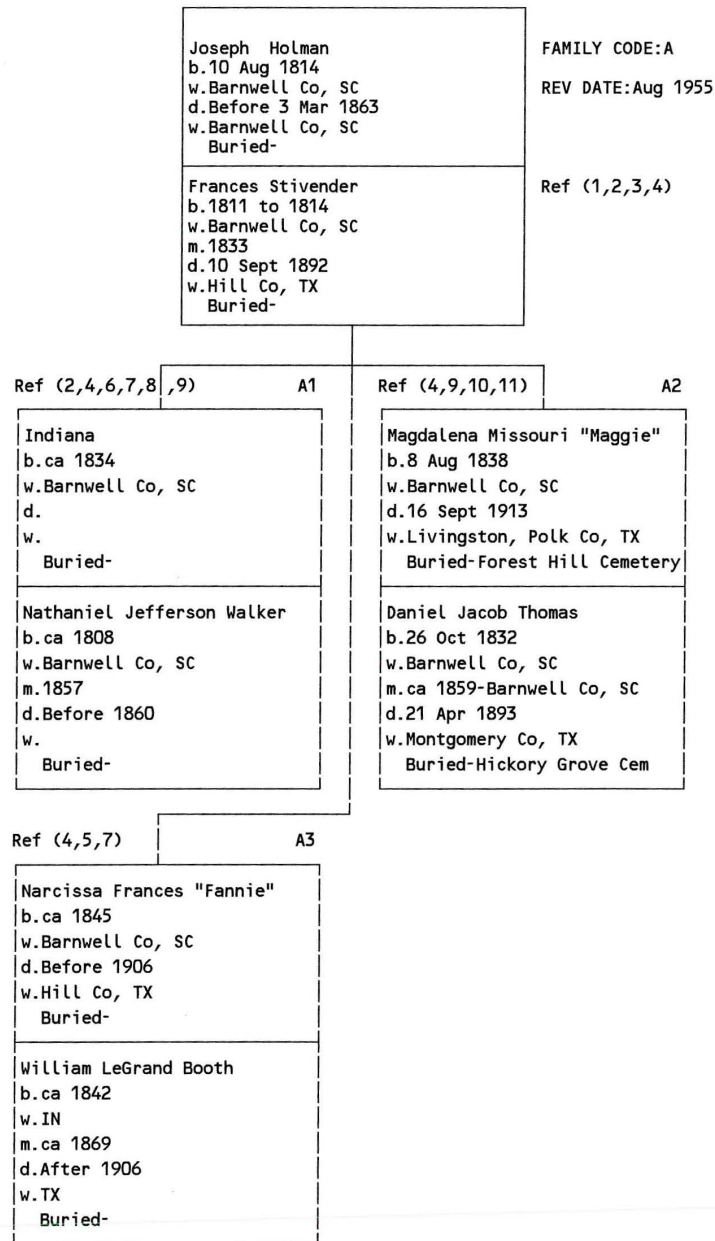 Joseph Holman
b.10 Aug 1814
w.Barnwell Co, SC
d.Before 3 Mar 1863
w.Barnwell Co, SC
Buried-
FAMILY CODE:A
REV DATE:Aug 1955
Frances Stivender
b.1811 to 1814
w.Barnwell Co, SC
m.1833
d.10 Sept 1892
w.Hill Co, TX
Buried-
Ref (1,2,3,4)
Ref (2,4,6,7,8,9) A1
Indiana
b.ca 1834
w.Barnwell Co, SC
d.
w.
Buried-
Nathaniel Jefferson Walker
b.ca 1808
w.Barnwell Co, SC
m.1857
d.Before 1860
w.
Buried-
Ref (4,9,10,11) A2
Magdalena Missouri "Maggie"
b.8 Aug 1838
w.Barnwell Co, SC
d.16 Sept 1913
w.Livingston, Polk Co, TX
Buried-Forest Hill Cemetery
Daniel Jacob Thomas
b.26 Oct 1832
w.Barnwell Co, SC
m.ca 1859-Barnwell Co, SC
d.21 Apr 1893
w.Montgomery Co, TX
Buried-Hickory Grove Cem
Ref (4,5,7) A3
Narcissa Frances "Fannie"
b.ca 1845
w.Barnwell Co, SC
d.Before 1906
w.Hill Co, TX
Buried-
William LeGrand Booth
b.ca 1842
w.IN
m.ca 1869
d.After 1906
w.TX
Buried-